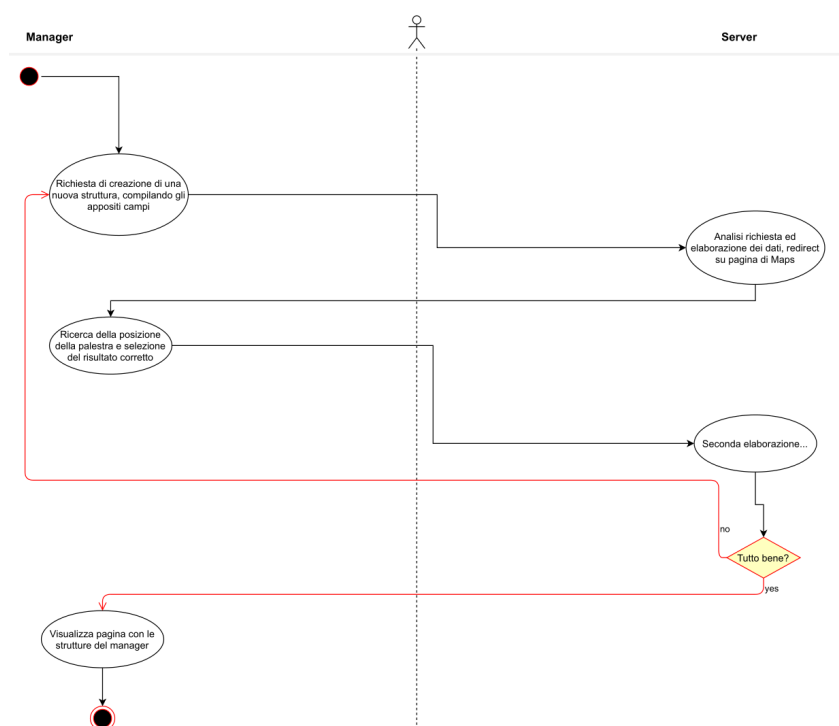 Manager
Server
Richiesta di creazione di una
nuova struttura, compilando gli
appositi campi
Analisi richiesta ed
elaborazione dei dati, redirect
su pagina di Maps
Ricerca della posizione
della palestra e selezione
del risultato corretto
Seconda elaborazione...
no
Tutto bene?
yes
Visualizza pagina con le
strutture del manager